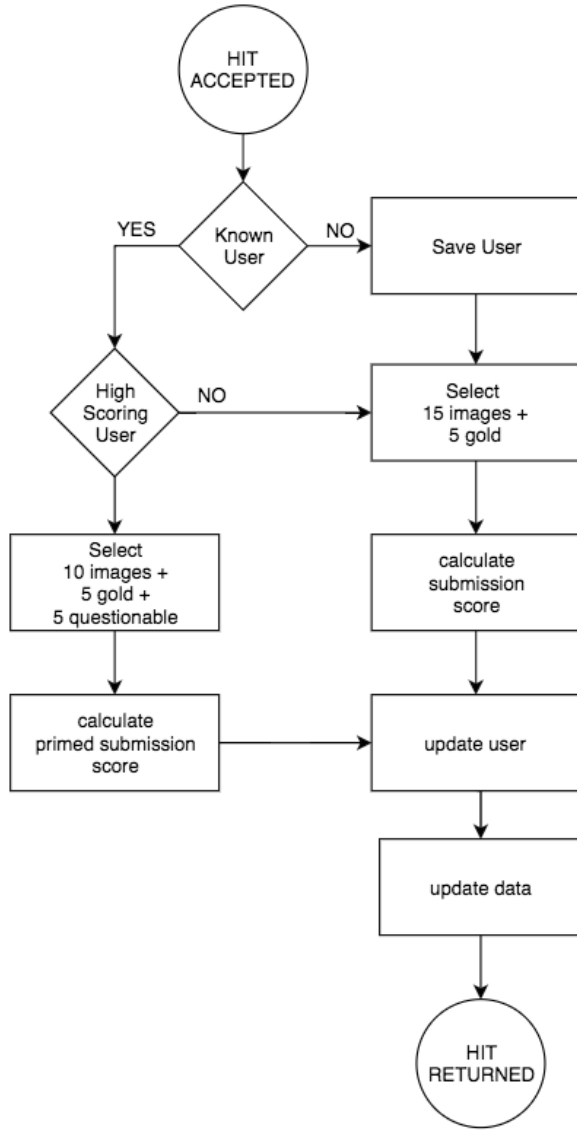 HIT
ACCEPTED
YES
Known
User
NO
Save User
High
Scoring
User
NO
Select
15 images +
5 gold
Select
10 images +
5 gold +
5 questionable
calculate
submission
score
calculate
primed submission
score
update user
update data
HIT
RETURNED